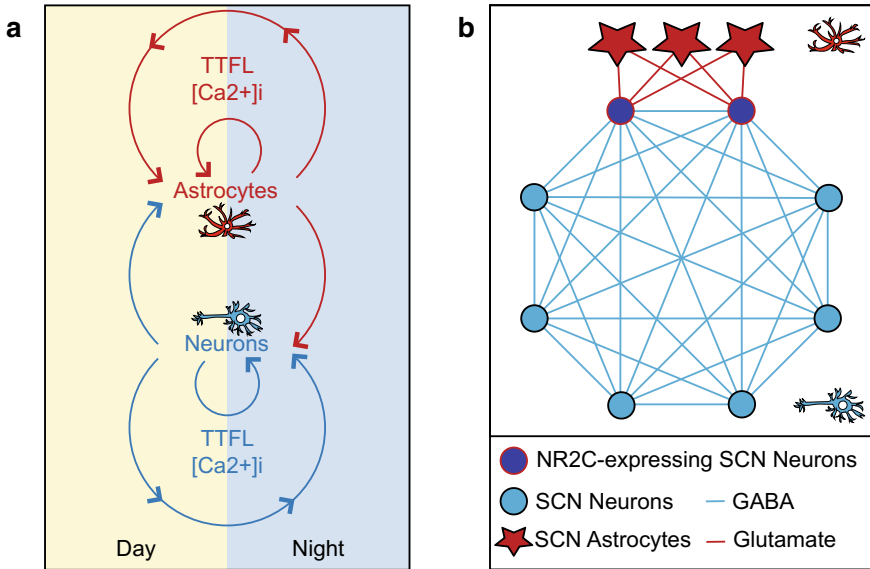 a
TTFL
[Ca2+]i
Astrocytes
Neurons
TTFL
[Ca2+]i
Day
Night
b
NR2C-expressing SCN Neurons
SCN Neurons
GABA
SCN Astrocytes
Glutamate